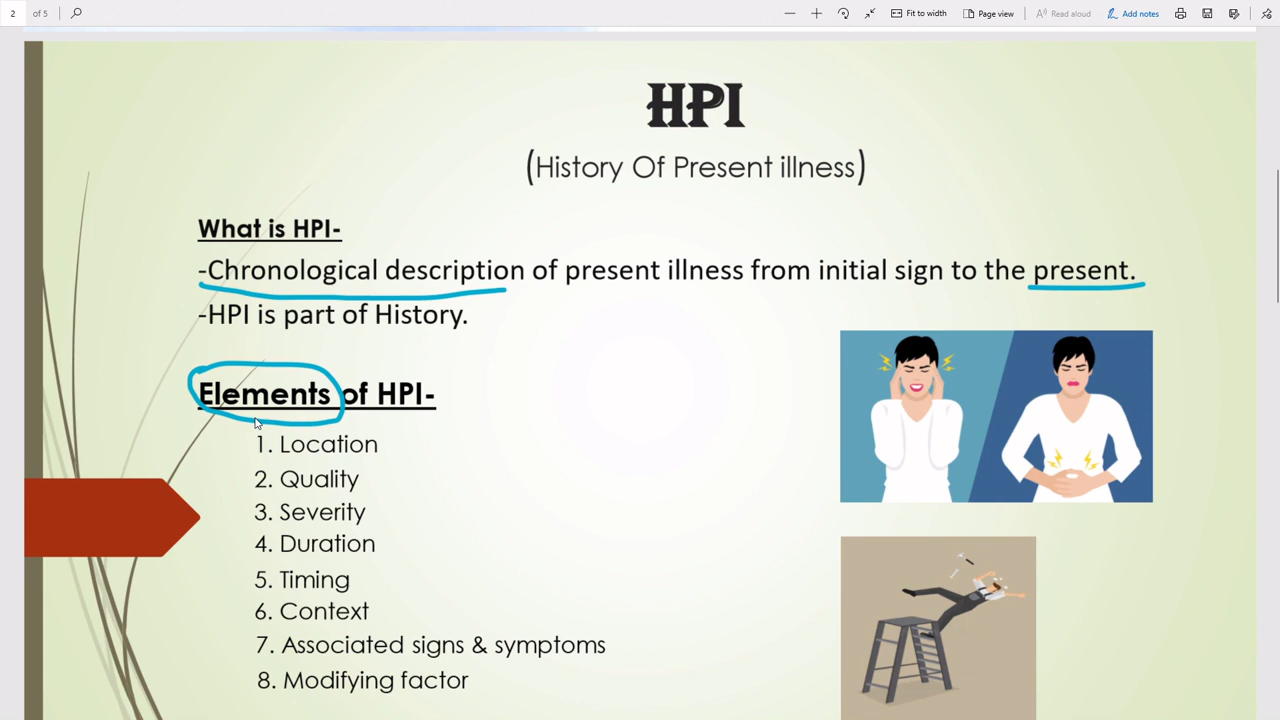 2 of 5 Fit to width Page view Read aloud Add notes
HPI
(History Of Present illness)
What is HPI-
-Chronological description of present illness from initial sign to the present.
-HPI is part of History.
Elements of HPI-
1. Location
2. Quality
3. Severity
4. Duration
5. Timing
6. Context
7. Associated signs & symptoms
8. Modifying factor